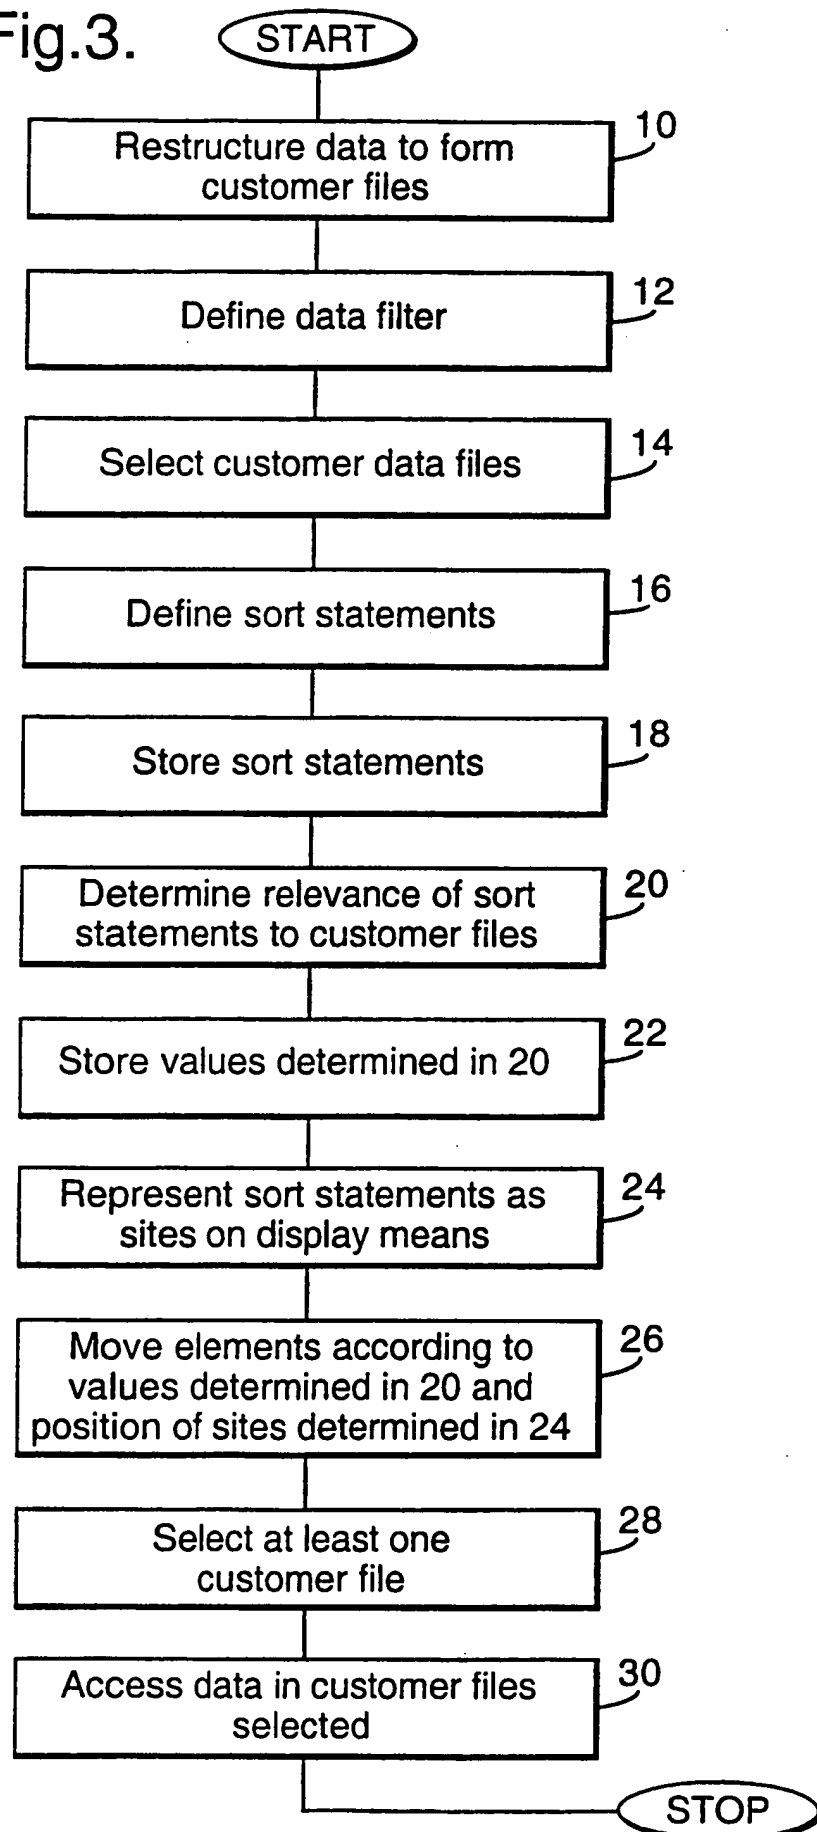 Fig.3.
START
Restructure data to form
customer files
10
Define data filter
12
Select customer data files
14
Define sort statements
16
Store sort statements
18
Determine relevance of sort
statements to customer files
20
Store values determined in 20
22
Represent sort statements as
sites on display means
24
Move elements according to
values determined in 20 and
position of sites determined in 24
26
Select at least one
customer file
28
Access data in customer files
selected
30
STOP